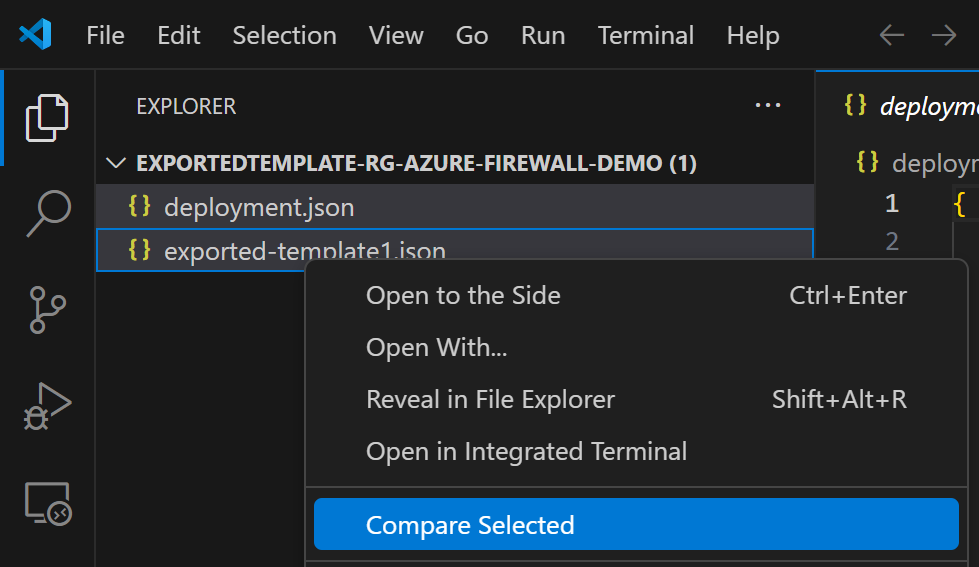 File Edit Selection View Go Run Terminal Help
EXPLORER ...
EXPORTEDTEMPLATE-RG-AZURE-FIREWALL-DEMO (1)
{} deployment.json
{} exported-template1.json
{} deployme
{} deployr
1 {
2
Open to the Side Ctrl+Enter
Open With...
Reveal in File Explorer Shift+Alt+R
Open in Integrated Terminal
Compare Selected